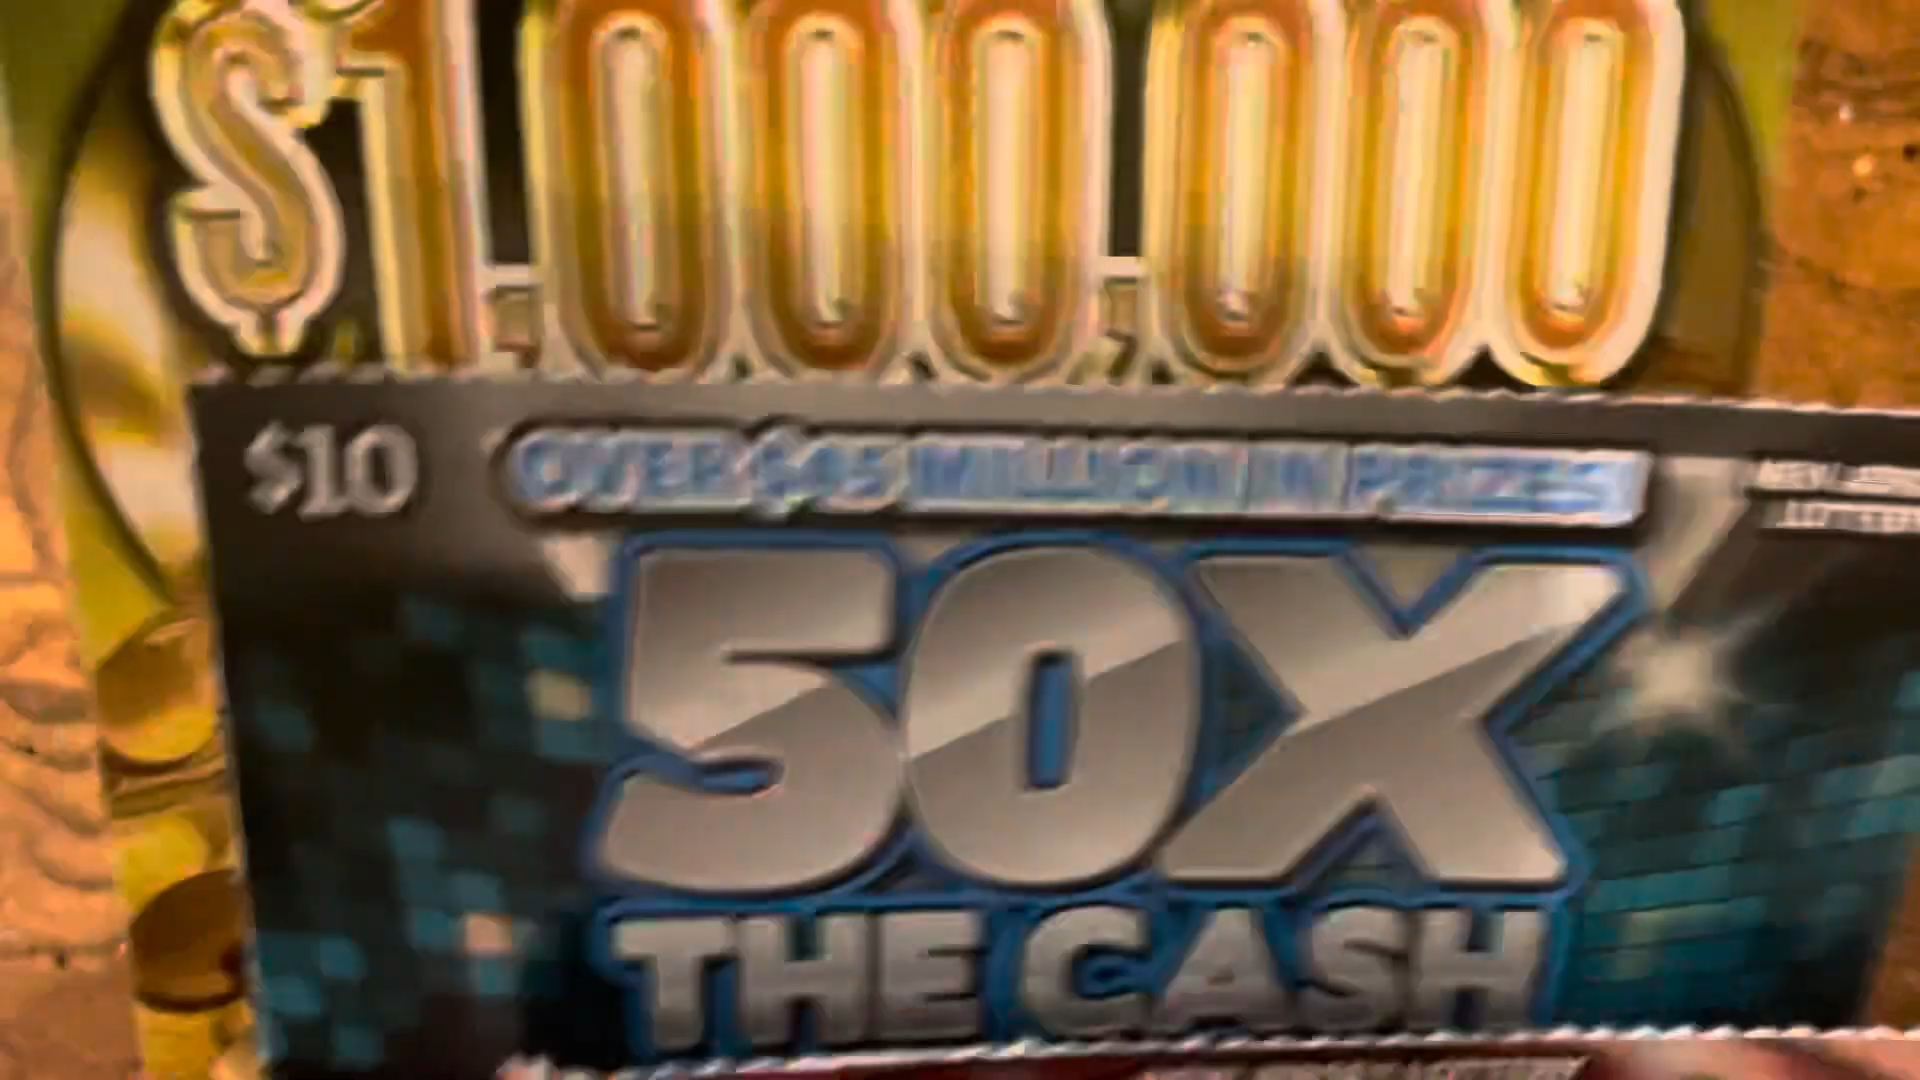 $1,000,000
$10
OVER $45 MILLION IN PRIZES
50X
THE CASH